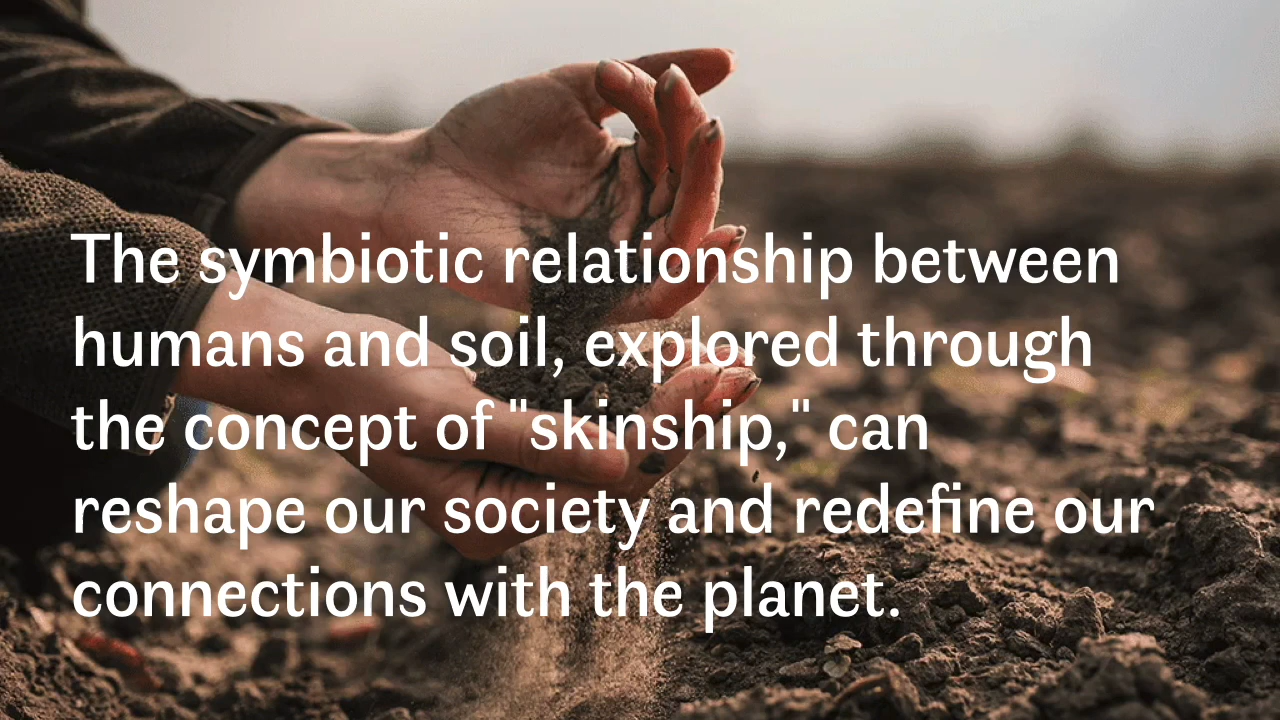 The symbiotic relationship between
humans and soil, explored through
the concept of "skinship," can
reshape our society and redefine our
connections with the planet.